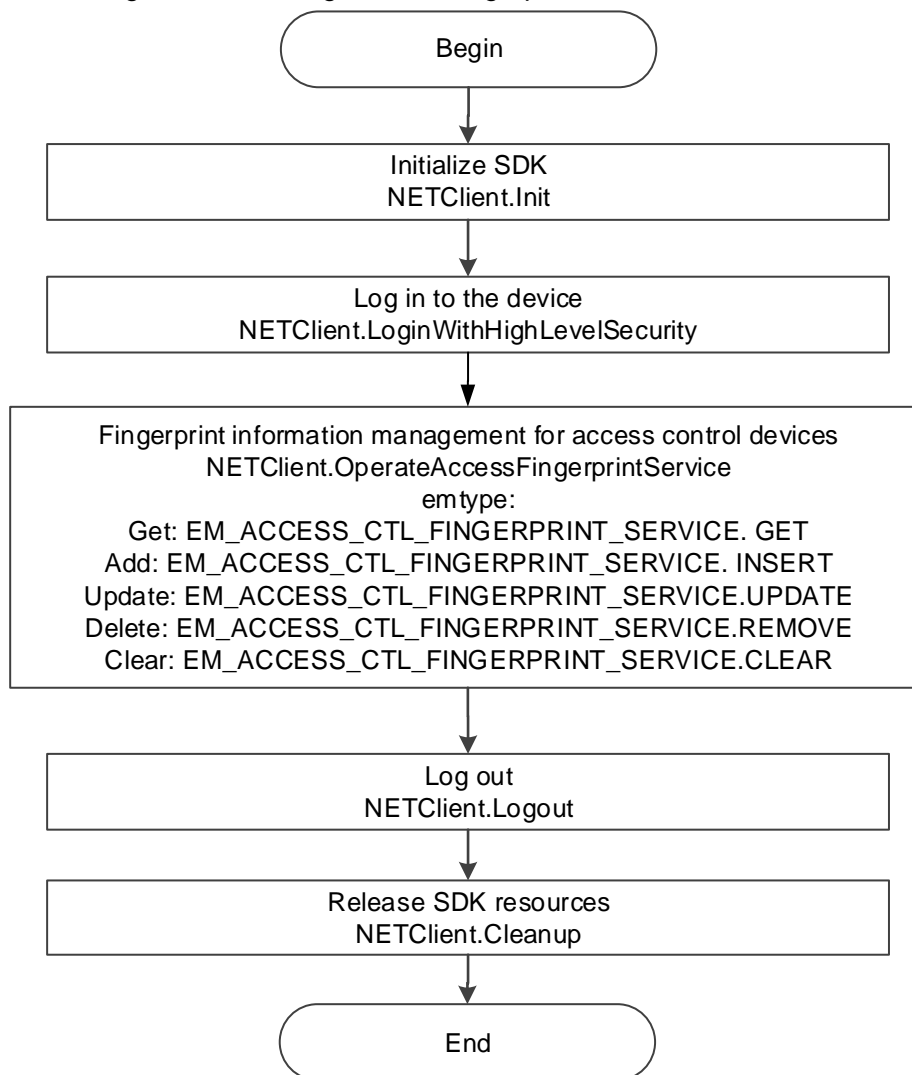 Begin
Initialize SDK
NETClient.Init
Log in to the device
NETClient.LoginWithHighLevelSecurity
Fingerprint information management for access control devices
NETClient.OperateAccessFingerprintService
emtype:
Get: EM_ACCESS_CTL_FINGERPRINT_SERVICE. GET
Add: EM_ACCESS_CTL_FINGERPRINT_SERVICE. INSERT
Update: EM_ACCESS_CTL_FINGERPRINT_SERVICE.UPDATE
Delete: EM_ACCESS_CTL_FINGERPRINT_SERVICE.REMOVE
Clear: EM_ACCESS_CTL_FINGERPRINT_SERVICE.CLEAR
Log out
NETClient.Logout
Release SDK resources
NETClient.Cleanup
End